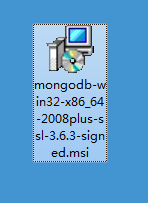 mongodb-w
in32-x86_64
-2008plus-s
sl-3.6.3-sign
ed.msi